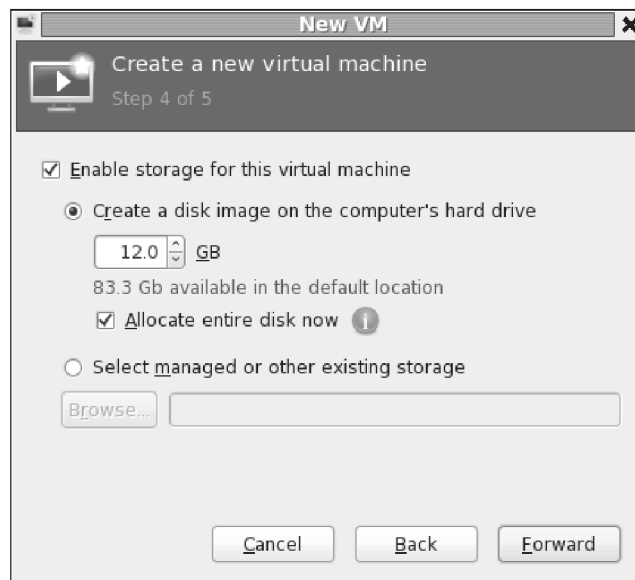 New VM
Create a new virtual machine
Step 4 of 5
Enable storage for this virtual machine
Create a disk image on the computer's hard drive
12.0 GB
83.3 Gb available in the default location
Allocate entire disk now i
Select managed or other existing storage
Browse...
Cancel Back Forward